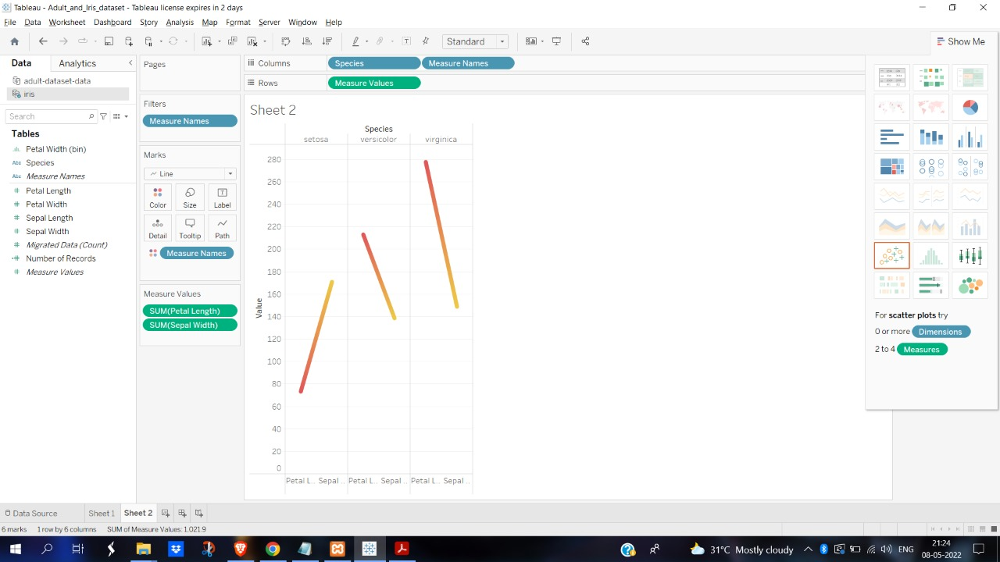 Tableau - Adult_and_Iris_dataset - Tableau license expires in 2 days
File Data Worksheet Dashboard Story Analysis Map Format Server Window Help
Standard
Show Me
Data Analytics
adult-dataset-data
iris
Search
Tables
Petal Width (bin)
Abc Species
Abc Measure Names
Petal Length
Petal Width
Sepal Length
Sepal Width
Migrated Data (Count)
Number of Records
Measure Values
Pages
Filters
Measure Names
Marks
Line
Color Size Label
Detail Tooltip Path
Measure Names
Measure Values
SUM(Petal Length)
SUM(Sepal Width)
Columns Species Measure Names
Rows Measure Values
Sheet 2
Species
setosa versicolor virginica
Value
280
260
240
220
200
180
160
140
120
100
80
60
40
20
0
Petal L.. Sepal .. Petal L.. Sepal .. Petal L.. Sepal ..
For scatter plots try
0 or more Dimensions
2 to 4 Measures
Data Source Sheet 1 Sheet 2
6 marks 1 row by 6 columns SUM of Measure Values: 1,021.9
31°C Mostly cloudy ENG 21:24
08-05-2022